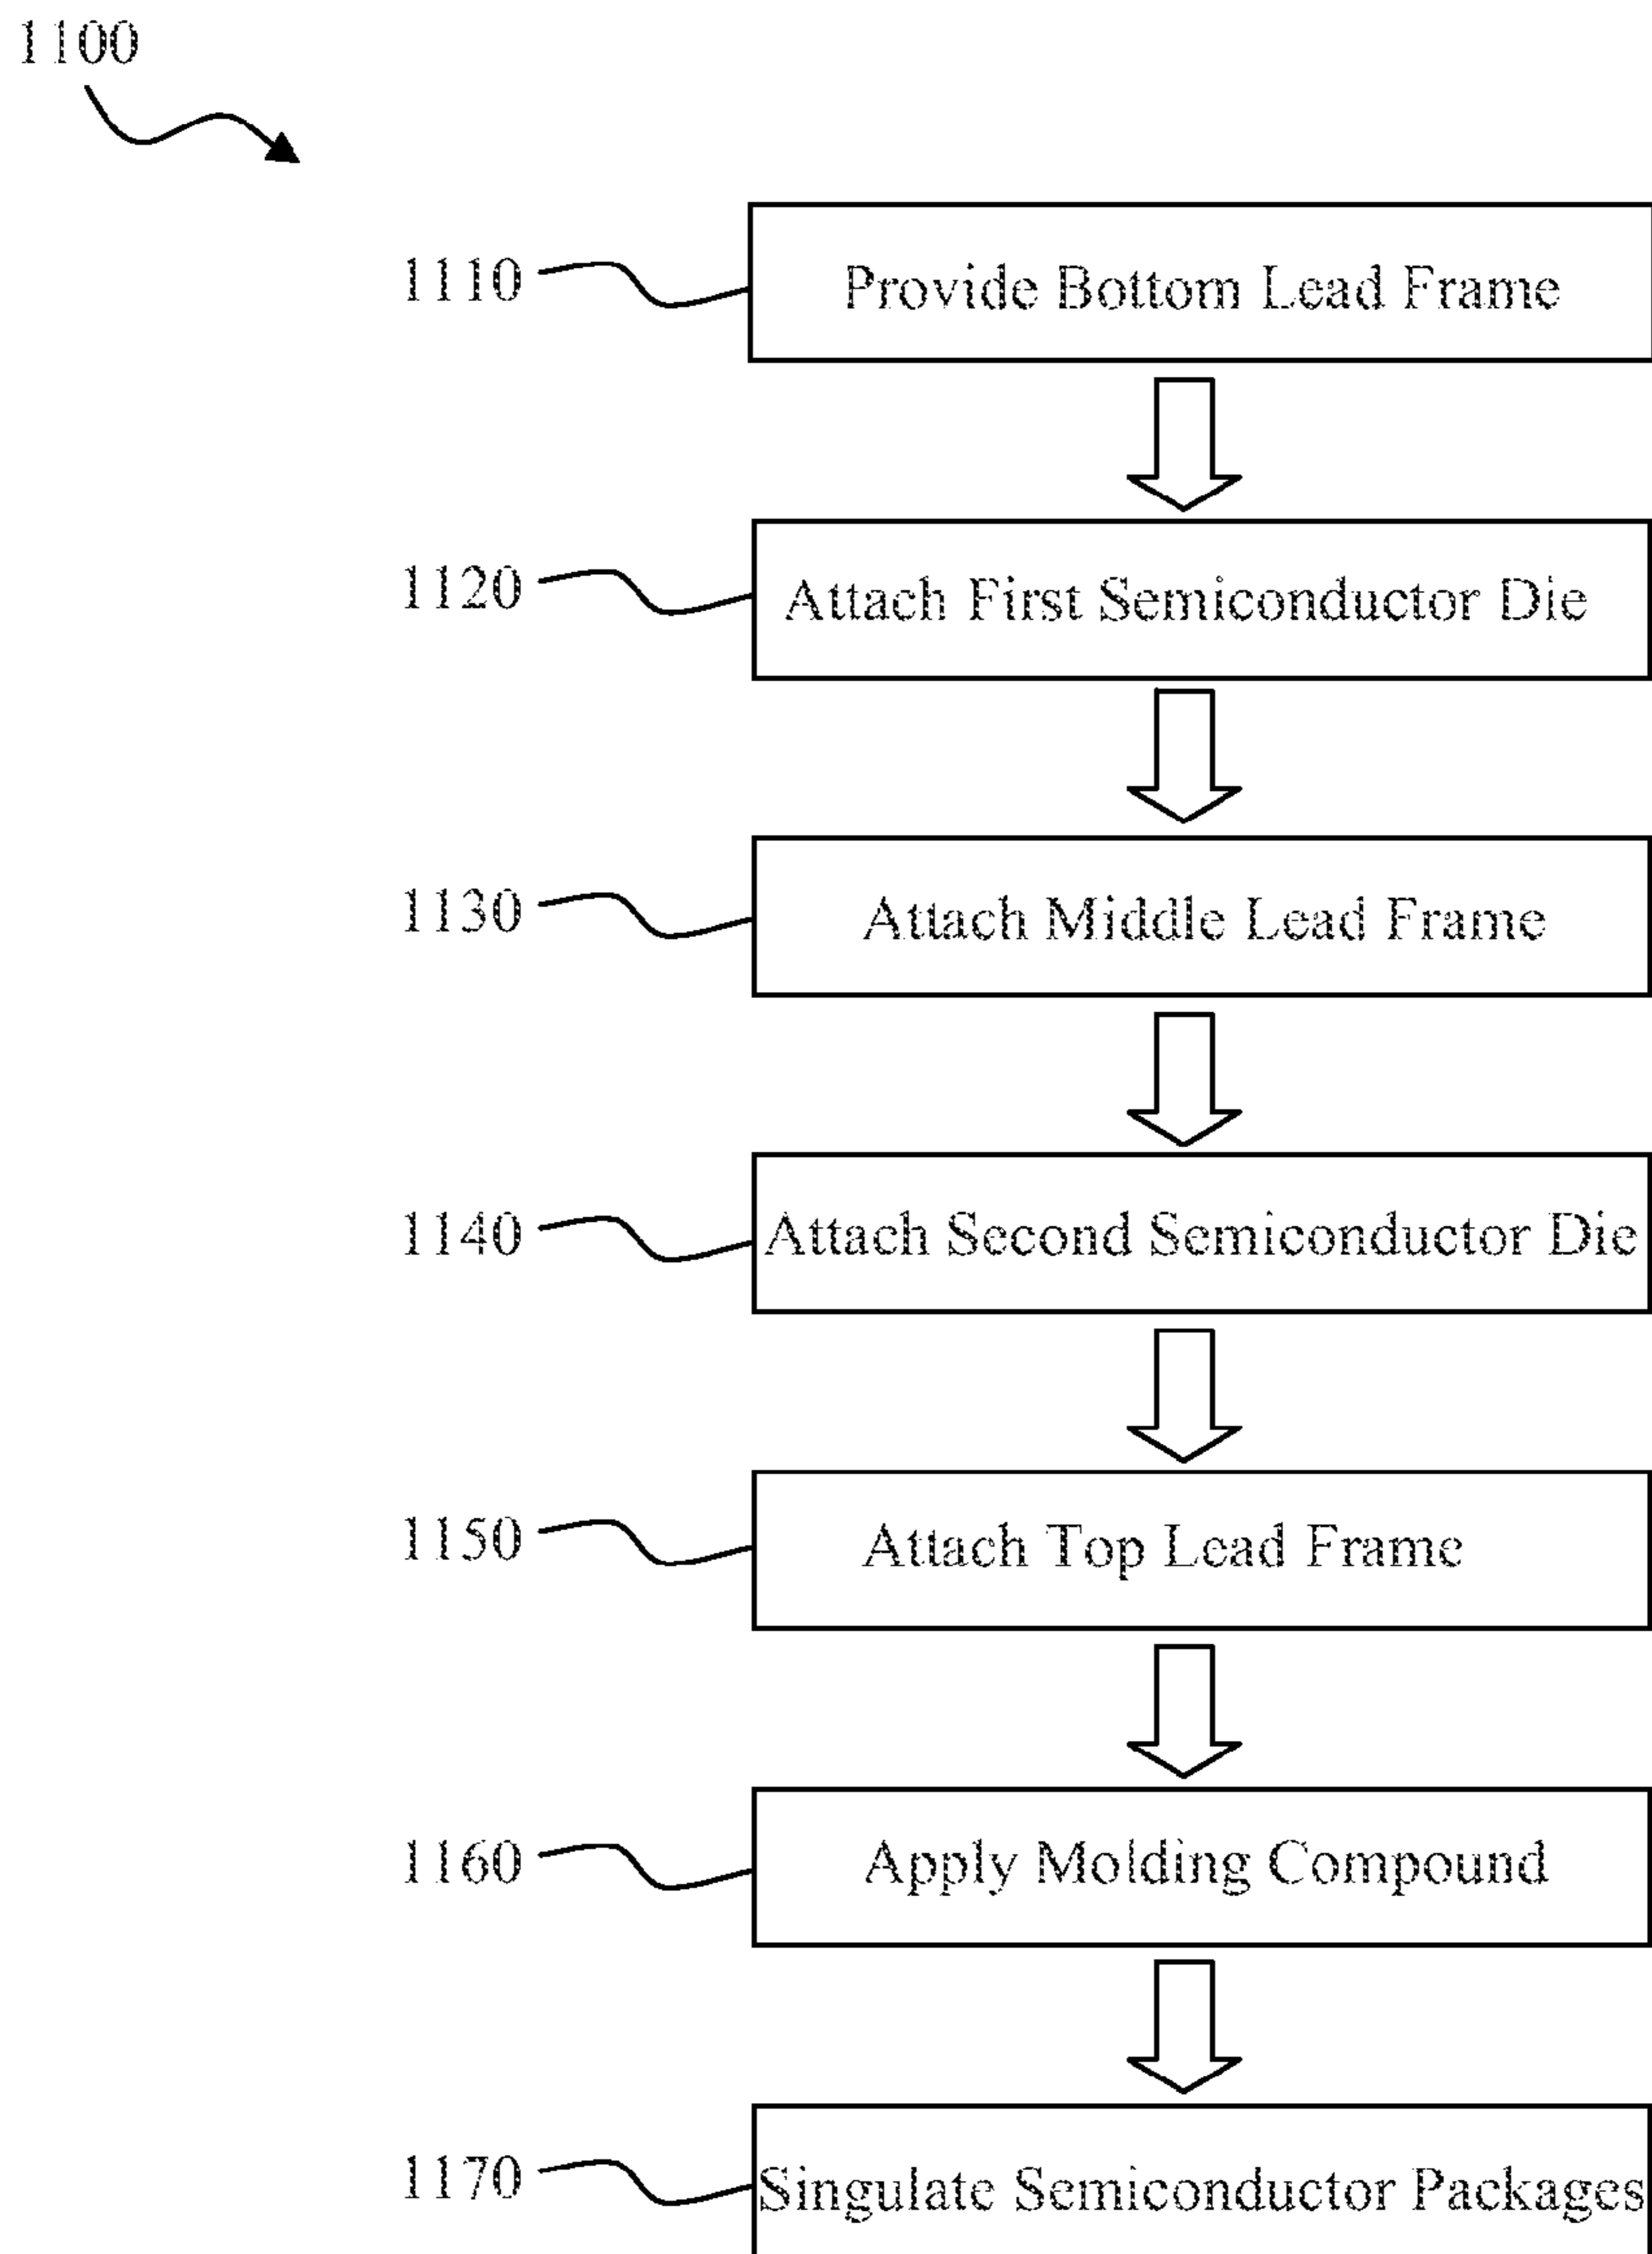 1100
1110 Provide Bottom Lead Frame
1120 Attach First Semiconductor Die
1130 Attach Middle Lead Frame
1140 Attach Second Semiconductor Die
1150 Attach Top Lead Frame
1160 Apply Molding Compound
1170 Singulate Semiconductor Packages